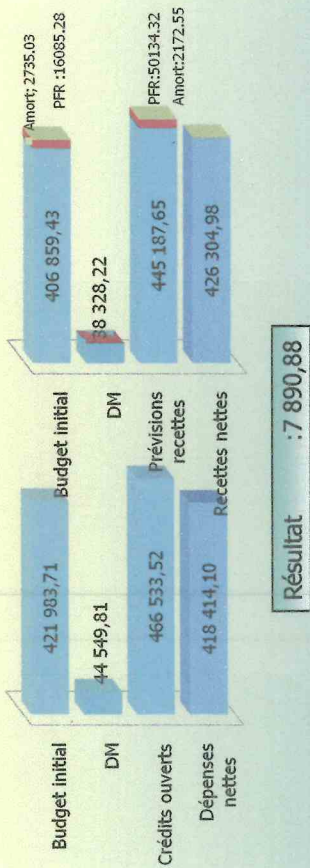 421 983,71
44 549,81
466 533,52
418 414,10
Budget initial
DM
Crédits ouverts
Dépenses
nettes
Amort; 2735.03
PFR :16085.28
406 859,43
38 328,22
445 187,65
426 304,98
PFR:50134.32
Amort:2172.55
Budget initial
DM
Prévisions
recettes
Recettes nettes
Résultat :7 890,88